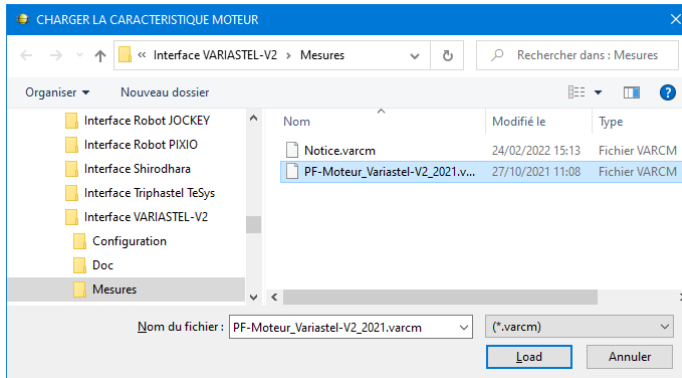 CHARGER LA CARACTERISTIQUE MOTEUR
« Interface VARIASTEL-V2 > Mesures
Rechercher dans : Mesures
Organiser
Nouveau dossier
Interface Robot JOCKEY
Interface Robot PIXIO
Interface Shirodhara
Interface Triphastel TeSys
Interface VARIASTEL-V2
Configuration
Doc
Mesures
Nom Modifié le Type
Notice.varcm 24/02/2022 15:13 Fichier VARCM
PF-Moteur_Variastel-V2_2021.v... 27/10/2021 11:08 Fichier VARCM
Nom du fichier : PF-Moteur_Variastel-V2_2021.varcm (*.varcm)
Load Annuler